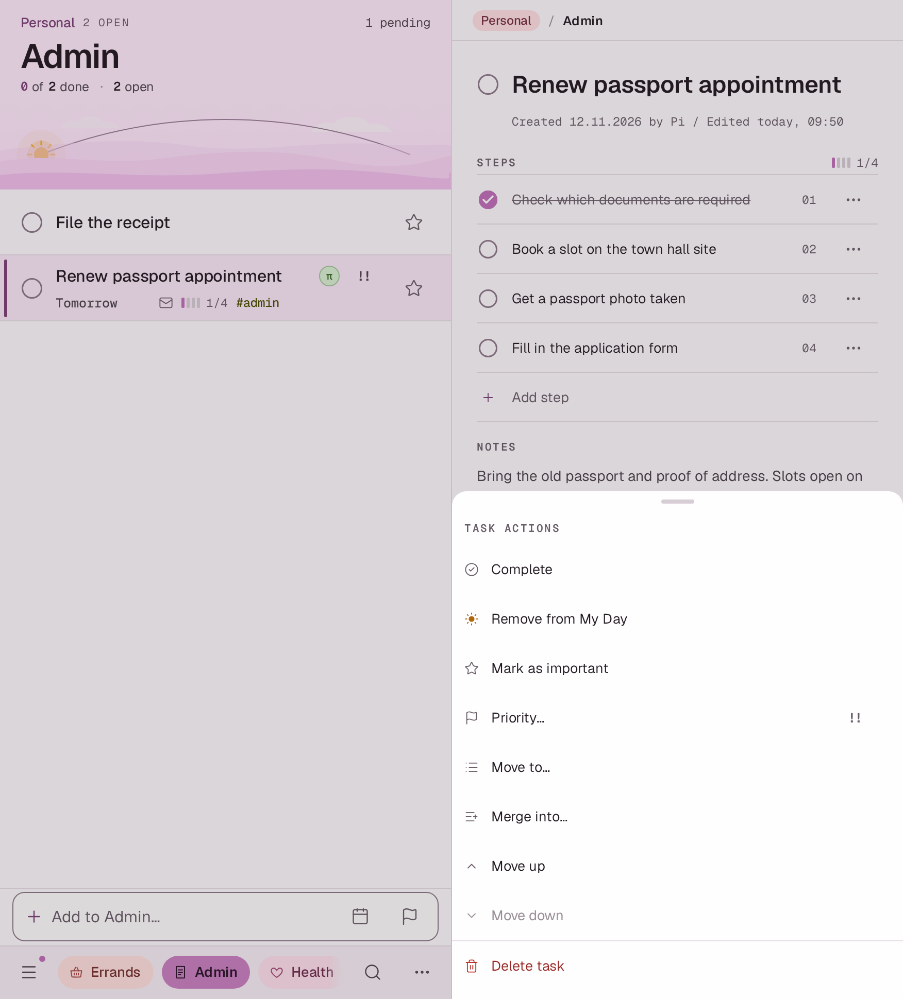 Personal 2 OPEN
1 pending
Admin
0 of 2 done · 2 open
File the receipt
Renew passport appointment π !!
Tomorrow 1/4 #admin
+ Add to Admin…
Errands Admin Health
Personal / Admin
Renew passport appointment
Created 12.11.2026 by Pi / Edited today, 09:50
STEPS 1/4
Check which documents are required 01
Book a slot on the town hall site 02
Get a passport photo taken 03
Fill in the application form 04
+ Add step
NOTES
Bring the old passport and proof of address. Slots open on
TASK ACTIONS
Complete
Remove from My Day
Mark as important
Priority… !!
Move to…
Merge into…
Move up
Move down
Delete task